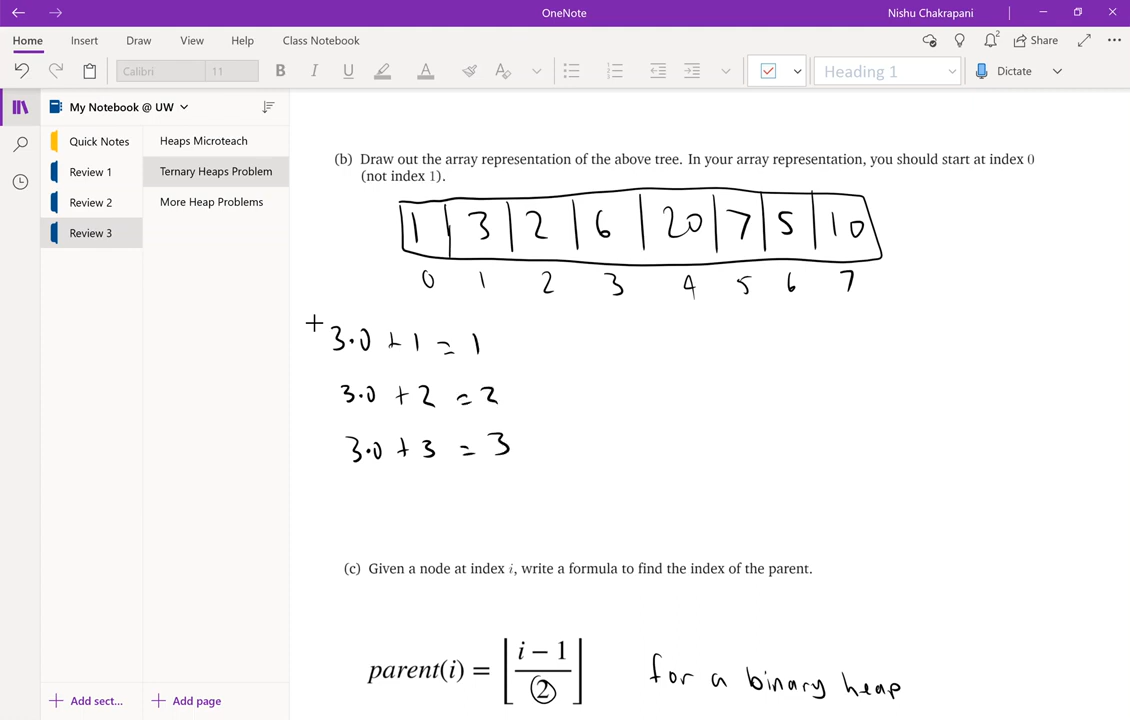 OneNote
Nishu Chakrapani
Home Insert Draw View Help Class Notebook
2 Share
Calibri 11 B I U A Heading 1 Dictate
My Notebook @ UW
Quick Notes
Review 1
Review 2
Review 3
Heaps Microteach
Ternary Heaps Problem
More Heap Problems
(b) Draw out the array representation of the above tree. In your array representation, you should start at index 0
(not index 1).
1 3 2 6 20 7 5 10
0 1 2 3 4 5 6 7
3·0 + 1 = 1
3·0 + 2 = 2
3·0 + 3 = 3
(c) Given a node at index i, write a formula to find the index of the parent.
parent(i) = ⌊(i − 1)/2⌋ for a binary heap
+ Add sect... + Add page